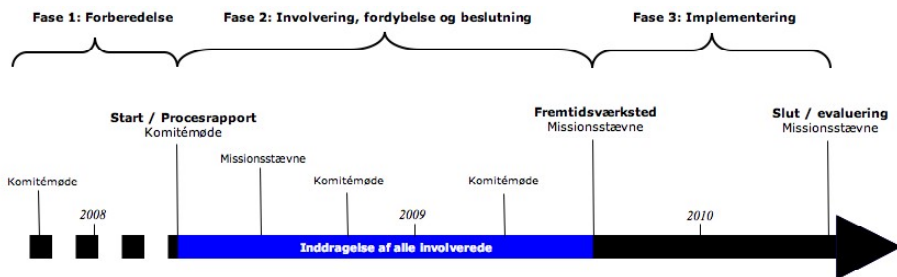 Fase 1: Forberedelse
Fase 2: Involvering, fordybelse og beslutning
Fase 3: Implementering
Start / Procesrapport
Komitémøde
Fremtidsværksted
Missionsstævne
Slut / evaluering
Missionsstævne
Komitémøde
Missionsstævne
Komitémøde
Komitémøde
2008
2009
2010
Inddragelse af alle involverede